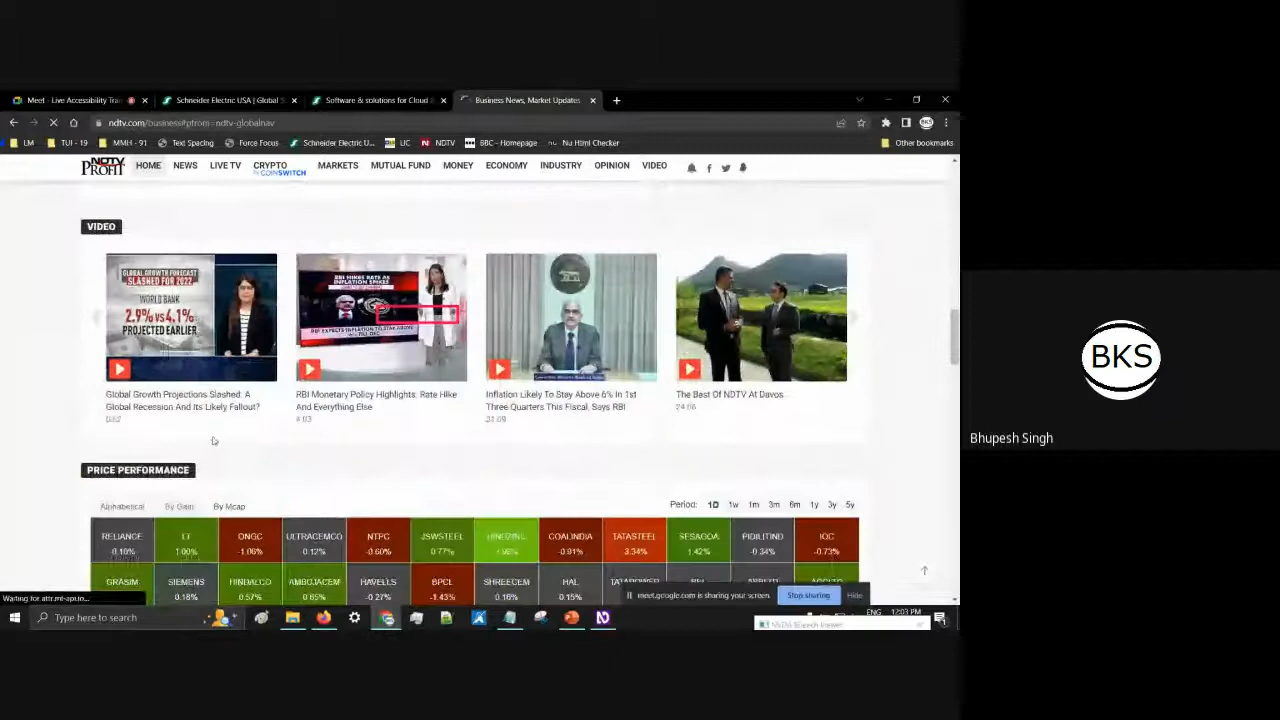 Meet - Live Accessibility Trai
Schneider Electric USA | Global S
Software & solutions for Cloud &
Business News, Market Updates
ndtv.com/business#pfrom=ndtv-globalnav
LM
TUI - 19
MMH - 91
Text Spacing
Force Focus
Schneider Electric U...
LIC
NDTV
BBC - Homepage
Nu Html Checker
Other bookmarks
NDTV PROFIT
HOME
NEWS
LIVE TV
CRYPTO
COINSWITCH
MARKETS
MUTUAL FUND
MONEY
ECONOMY
INDUSTRY
OPINION
VIDEO
VIDEO
GLOBAL GROWTH FORECAST
SLASHED FOR 2022
WORLD BANK
2.9% VS 4.1%
PROJECTED EARLIER
RBI HIKES RATE AS
INFLATION SPIKES
Global Growth Projections Slashed: A
Global Recession And Its Likely Fallout?
RBI Monetary Policy Highlights: Rate Hike
And Everything Else
4:03
Inflation Likely To Stay Above 6% In 1st
Three Quarters This Fiscal, Says RBI
The Best Of NDTV At Davos
24:06
PRICE PERFORMANCE
Alphabetical
By Gain
By Mcap
Period: 1D 1w 1m 3m 6m 1y 3y 5y
RELIANCE
LT
ONGC
ULTRACEMCO
NTPC
JSWSTEEL
COALINDIA
TATASTEEL
SESAGOA
PIDILITIND
IOC
1.00%
-1.06%
0.12%
-0.60%
0.77%
-0.91%
-3.34%
1.42%
-0.34%
-0.73%
GRASIM
SIEMENS
HINDALCO
AMBUJACEM
HAVELLS
BPCL
SHREECEM
HAL
TATAPOWER
0.18%
0.57%
0.65%
-0.27%
-1.43%
0.16%
0.15%
meet.google.com is sharing your screen.
Stop sharing
Hide
Type here to search
ENG
12:03 PM
NVDA Speech Viewer
BKS
Bhupesh Singh